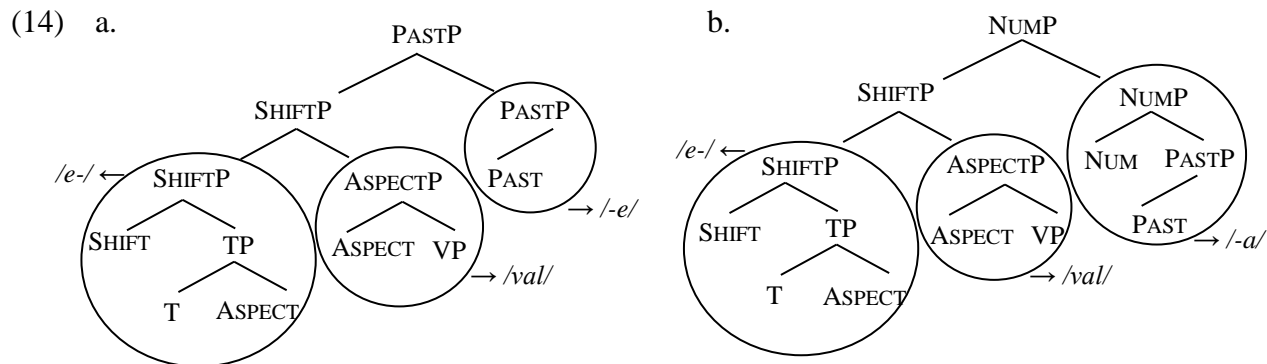 (14) a. b.
PASTP NUMP
SHIFTP PASTP SHIFTP NUMP
/e-/ ← SHIFTP ASPECTP PAST /e-/ ← SHIFTP ASPECTP NUM PASTP
→ /-e/ PAST
SHIFT TP ASPECT VP SHIFT TP ASPECT VP → /-a/
→ /val/ → /val/
T ASPECT T ASPECT